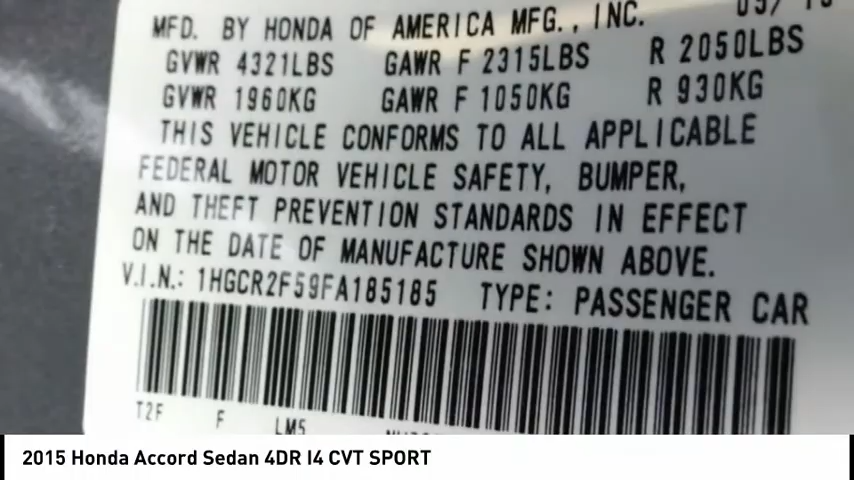 MFD. BY HONDA OF AMERICA MFG., INC.
GVWR 4321LBS GAWR F 2315LBS R 2050LBS
GVWR 1960KG GAWR F 1050KG R 930KG
THIS VEHICLE CONFORMS TO ALL APPLICABLE
FEDERAL MOTOR VEHICLE SAFETY, BUMPER,
AND THEFT PREVENTION STANDARDS IN EFFECT
ON THE DATE OF MANUFACTURE SHOWN ABOVE.
V.I.N.: 1HGCR2F59FA185185 TYPE: PASSENGER CAR
T2F F LM5
2015 Honda Accord Sedan 4DR I4 CVT SPORT